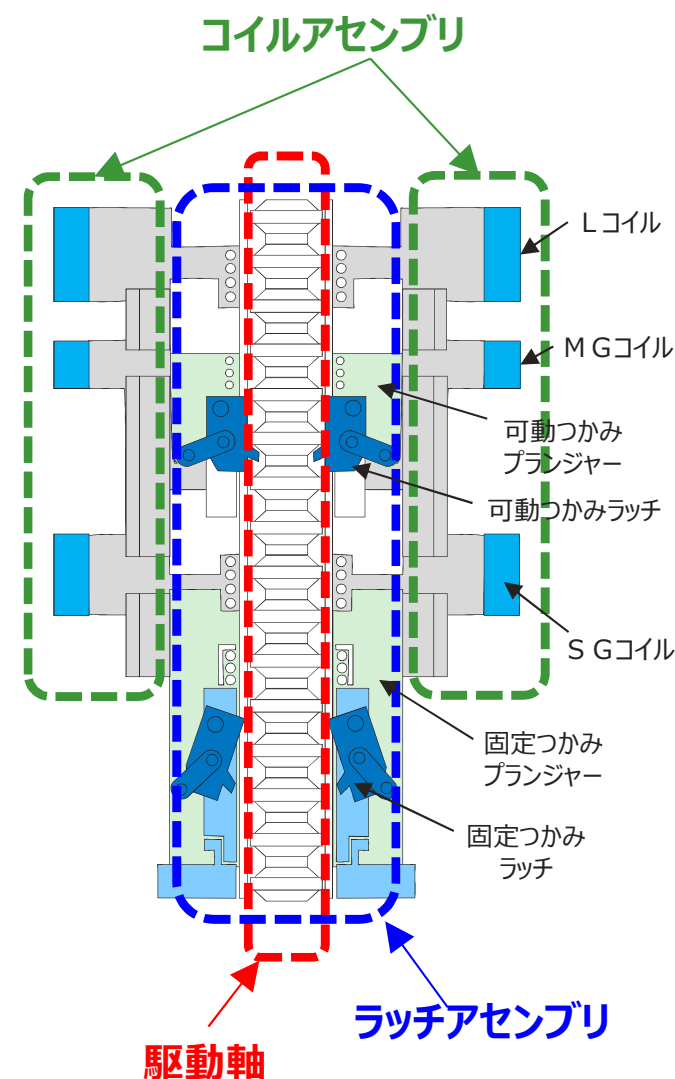 コイルアセンブリ
Ｌコイル
ＭＧコイル
可動つかみ
プランジャー
可動つかみラッチ
ＳＧコイル
固定つかみ
プランジャー
固定つかみ
ラッチ
ラッチアセンブリ
駆動軸